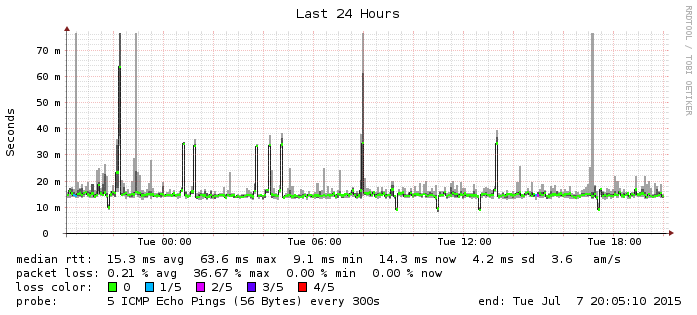 Last 24 Hours
RRDTOOL / TOBI OETIKER
Seconds
70 m
60 m
50 m
40 m
30 m
20 m
10 m
0
Tue 00:00 Tue 06:00 Tue 12:00 Tue 18:00
median rtt: 15.3 ms avg 63.6 ms max 9.1 ms min 14.3 ms now 4.2 ms sd 3.6 am/s
packet loss: 0.21 % avg 36.67 % max 0.00 % min 0.00 % now
loss color: 0 1/5 2/5 3/5 4/5
probe: 5 ICMP Echo Pings (56 Bytes) every 300s end: Tue Jul 7 20:05:10 2015